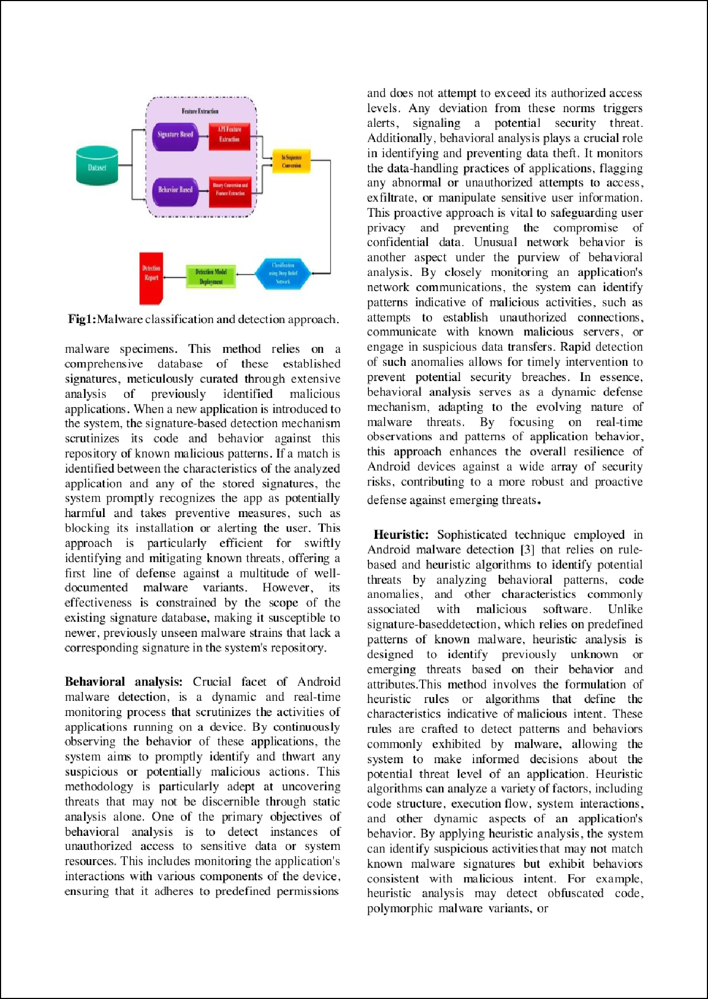 Feature Extraction
Signature Based
API Feature
Extraction
Dataset
In Sequence
Conversion
Behavior Based
Binary Conversion and
Feature Extraction
Detection
Report
Detection Model
Deployment
Classification
using Deep Belief
Network
Fig1:Malware classification and detection approach.
malware specimens. This method relies on a
comprehensive database of these established
signatures, meticulously curated through extensive
analysis of previously identified malicious
applications. When a new application is introduced to
the system, the signature-based detection mechanism
scrutinizes its code and behavior against this
repository of known malicious patterns. If a match is
identified between the characteristics of the analyzed
application and any of the stored signatures, the
system promptly recognizes the app as potentially
harmful and takes preventive measures, such as
blocking its installation or alerting the user. This
approach is particularly efficient for swiftly
identifying and mitigating known threats, offering a
first line of defense against a multitude of well-
documented malware variants. However, its
effectiveness is constrained by the scope of the
existing signature database, making it susceptible to
newer, previously unseen malware strains that lack a
corresponding signature in the system's repository.
Behavioral analysis: Crucial facet of Android
malware detection, is a dynamic and real-time
monitoring process that scrutinizes the activities of
applications running on a device. By continuously
observing the behavior of these applications, the
system aims to promptly identify and thwart any
suspicious or potentially malicious actions. This
methodology is particularly adept at uncovering
threats that may not be discernible through static
analysis alone. One of the primary objectives of
behavioral analysis is to detect instances of
unauthorized access to sensitive data or system
resources. This includes monitoring the application's
interactions with various components of the device,
ensuring that it adheres to predefined permissions
and does not attempt to exceed its authorized access
levels. Any deviation from these norms triggers
alerts, signaling a potential security threat.
Additionally, behavioral analysis plays a crucial role
in identifying and preventing data theft. It monitors
the data-handling practices of applications, flagging
any abnormal or unauthorized attempts to access,
exfiltrate, or manipulate sensitive user information.
This proactive approach is vital to safeguarding user
privacy and preventing the compromise of
confidential data. Unusual network behavior is
another aspect under the purview of behavioral
analysis. By closely monitoring an application's
network communications, the system can identify
patterns indicative of malicious activities, such as
attempts to establish unauthorized connections,
communicate with known malicious servers, or
engage in suspicious data transfers. Rapid detection
of such anomalies allows for timely intervention to
prevent potential security breaches. In essence,
behavioral analysis serves as a dynamic defense
mechanism, adapting to the evolving nature of
malware threats. By focusing on real-time
observations and patterns of application behavior,
this approach enhances the overall resilience of
Android devices against a wide array of security
risks, contributing to a more robust and proactive
defense against emerging threats.
Heuristic: Sophisticated technique employed in
Android malware detection [3] that relies on rule-
based and heuristic algorithms to identify potential
threats by analyzing behavioral patterns, code
anomalies, and other characteristics commonly
associated with malicious software. Unlike
signature-baseddetection, which relies on predefined
patterns of known malware, heuristic analysis is
designed to identify previously unknown or
emerging threats based on their behavior and
attributes.This method involves the formulation of
heuristic rules or algorithms that define the
characteristics indicative of malicious intent. These
rules are crafted to detect patterns and behaviors
commonly exhibited by malware, allowing the
system to make informed decisions about the
potential threat level of an application. Heuristic
algorithms can analyze a variety of factors, including
code structure, execution flow, system interactions,
and other dynamic aspects of an application's
behavior. By applying heuristic analysis, the system
can identify suspicious activities that may not match
known malware signatures but exhibit behaviors
consistent with malicious intent. For example,
heuristic analysis may detect obfuscated code,
polymorphic malware variants, or